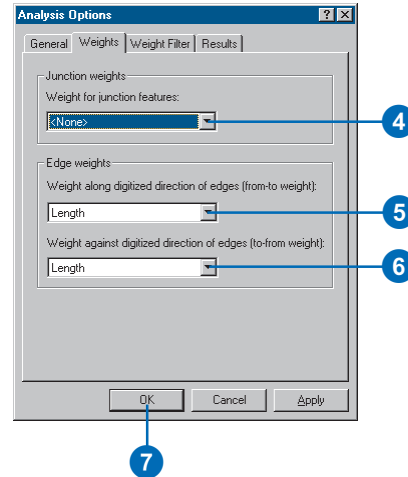 Analysis Options
General Weights Weight Filter Results
Junction weights
Weight for junction features:
<None>
4
Edge weights
Weight along digitized direction of edges (from-to weight):
Length
5
Weight against digitized direction of edges (to-from weight):
Length
6
OK Cancel Apply
7